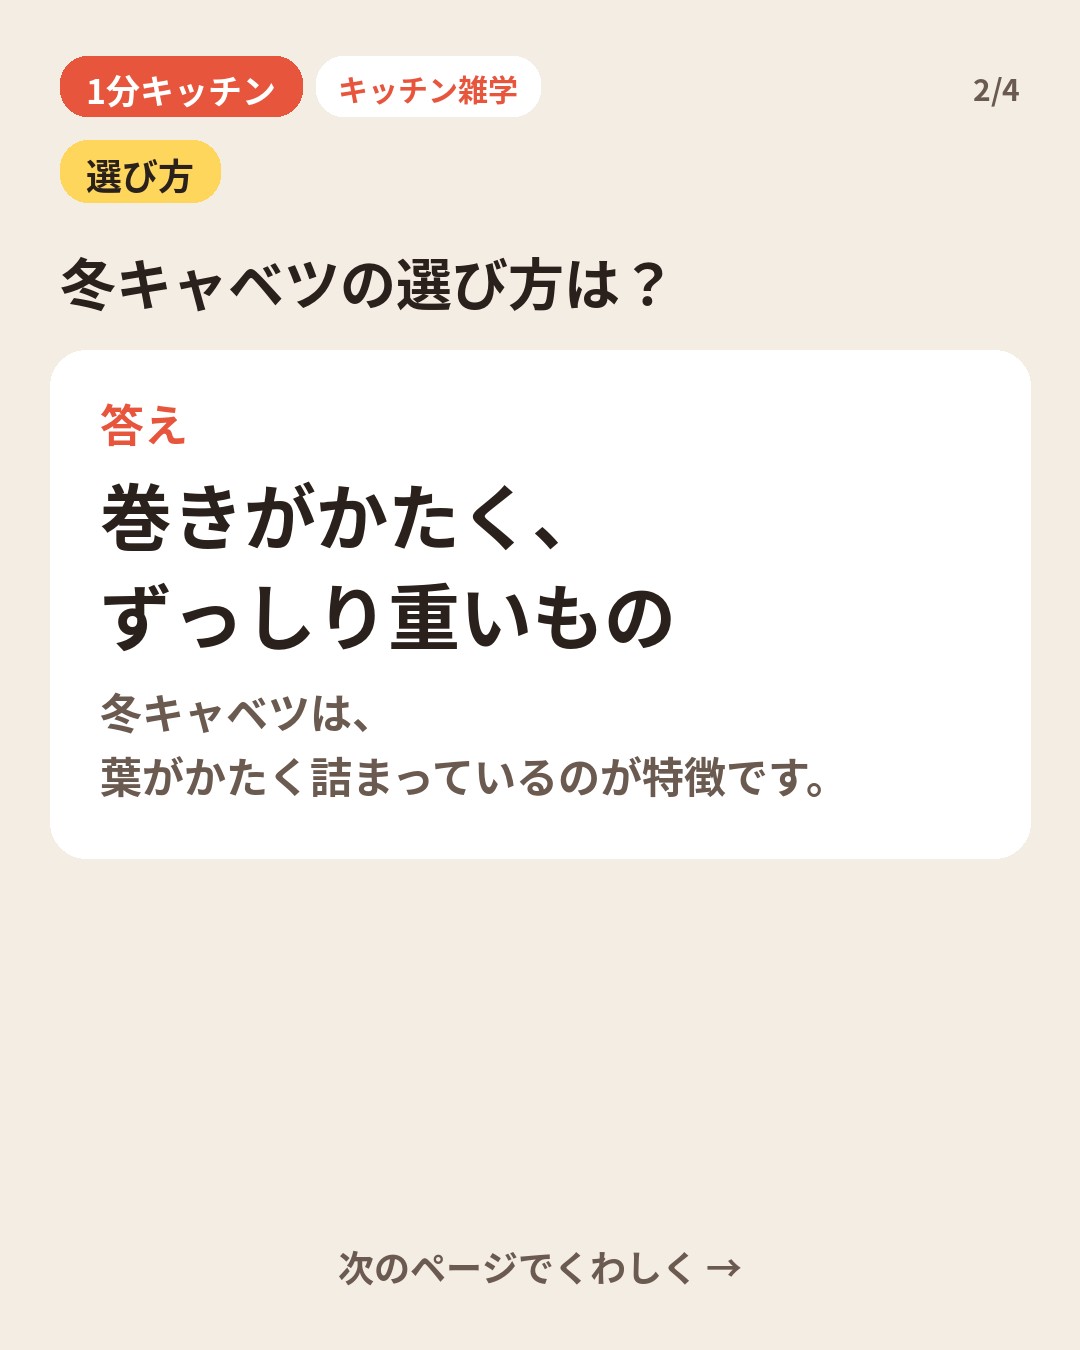 1分キッチン
キッチン雑学
2/4
選び方
冬キャベツの選び方は？
答え
巻きがかたく、
ずっしり重いもの
冬キャベツは、
葉がかたく詰まっているのが特徴です。
次のページでくわしく →